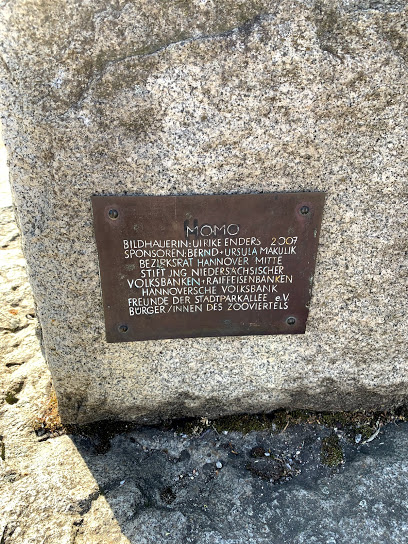 MOMO
BILDHAUERIN: ULRIKE ENDERS 2007
SPONSOREN: BERND + URSULA MAKULIK
BEZIRKSRAT HANNOVER MITTE
STIFTUNG NIEDERSÄCHSISCHER
VOLKSBANKEN + RAIFFEISENBANKEN
HANNOVERSCHE VOLKSBANK
FREUNDE DER STADTPARKALLEE e.V.
BÜRGER/INNEN DES ZOOVIERTELS